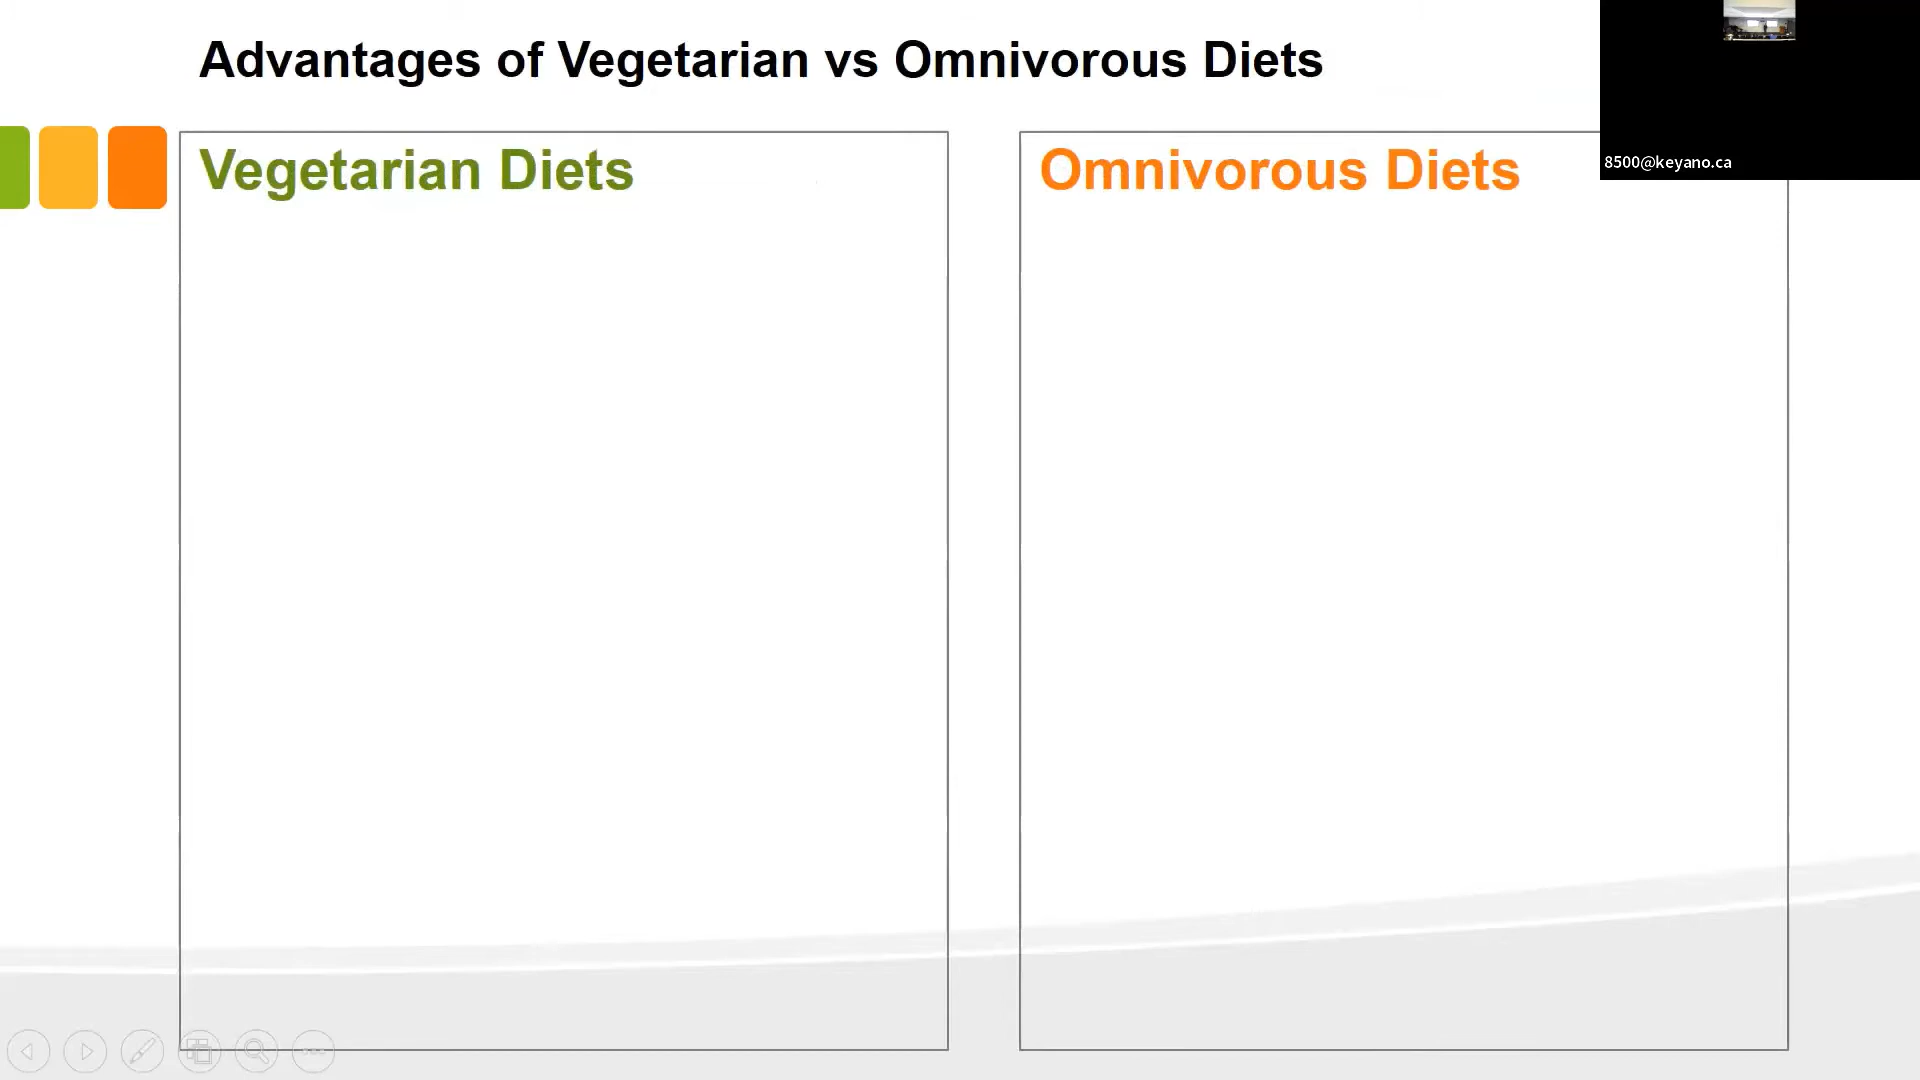 Advantages of Vegetarian vs Omnivorous Diets
Vegetarian Diets
Omnivorous Diets
8500@keyano.ca